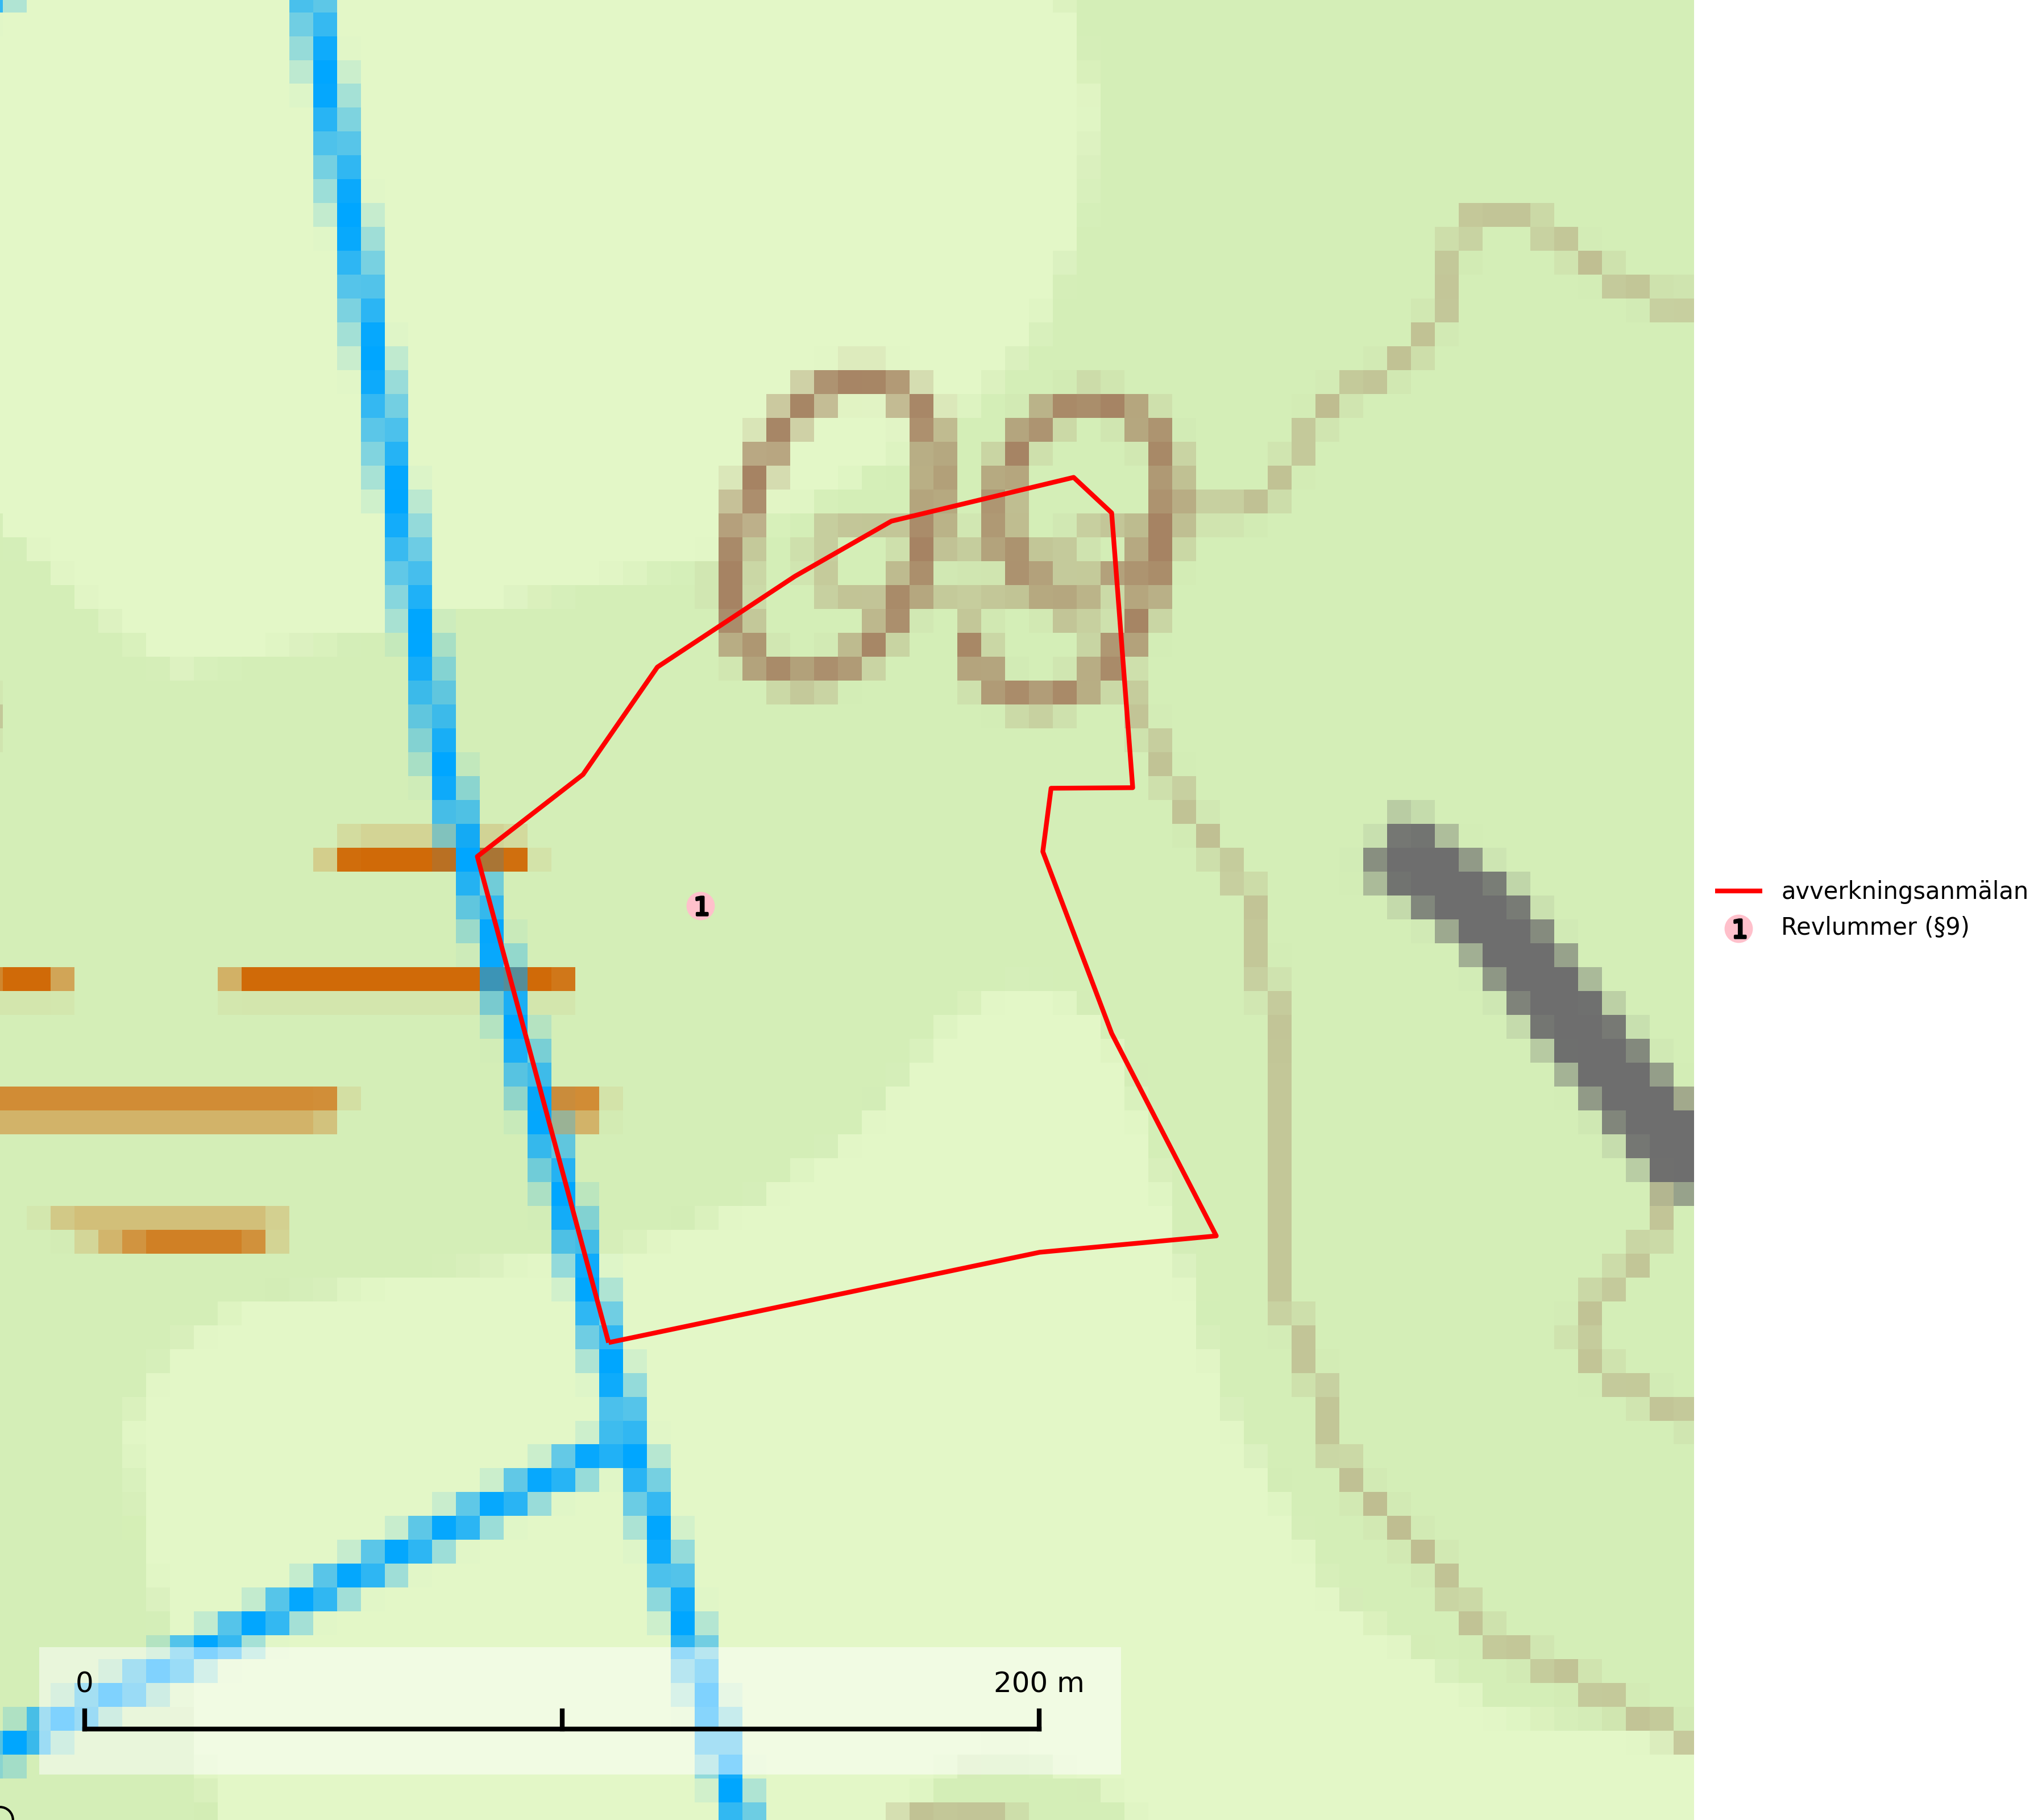 1
avverkningsanmälan
1 Revlummer (§9)
0 200 m